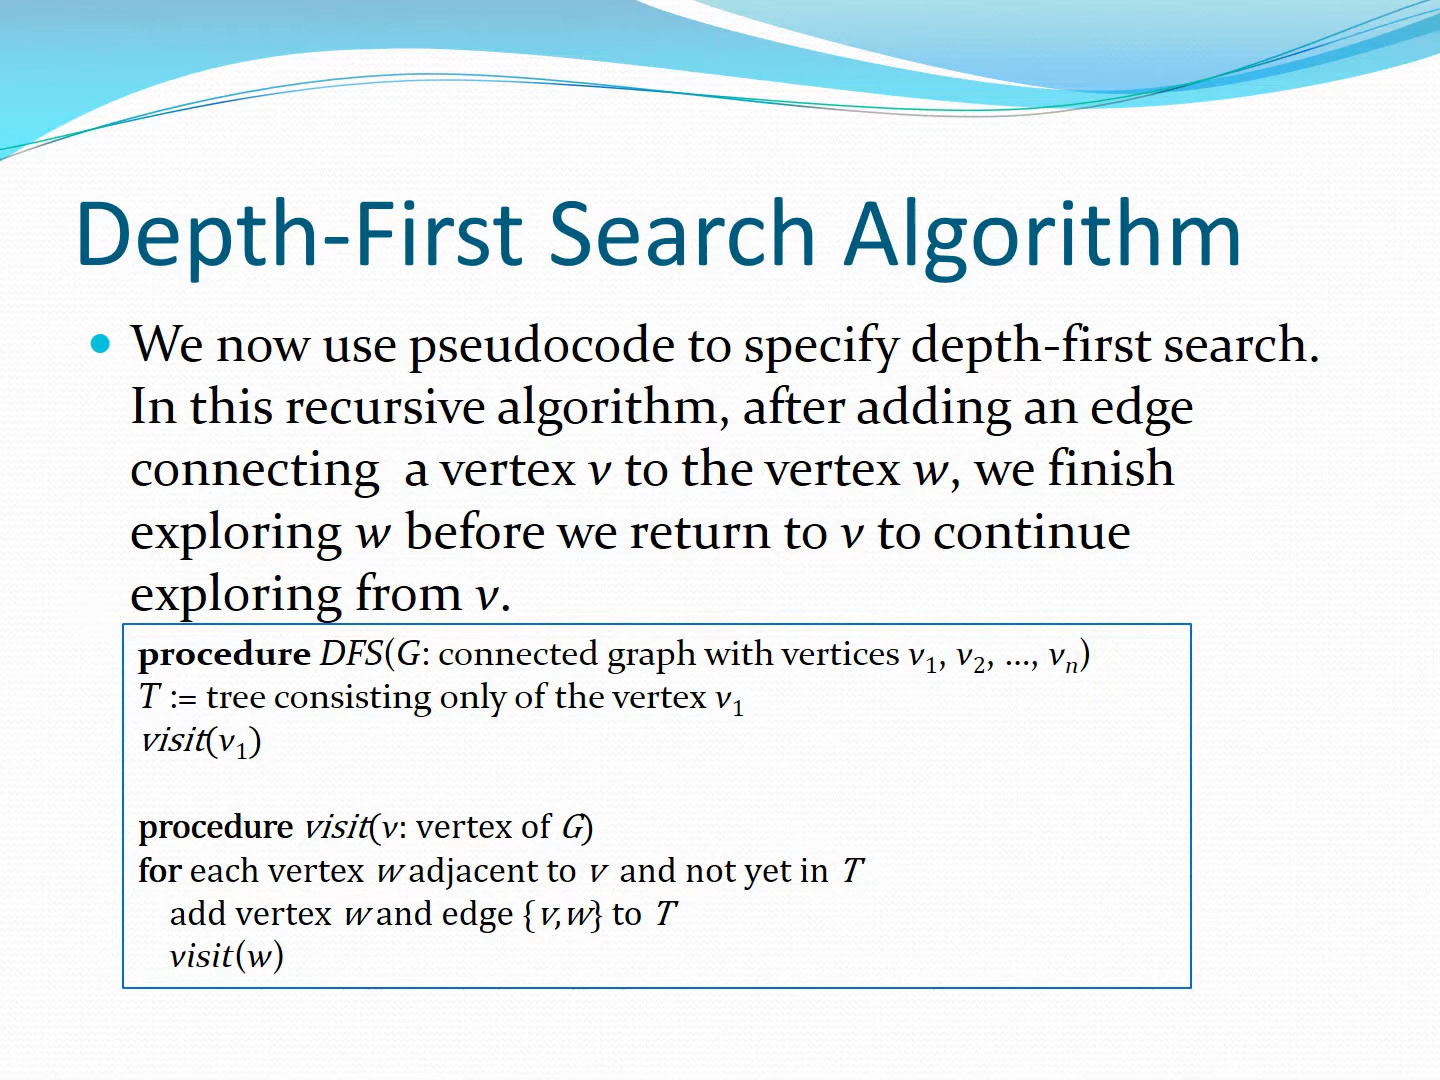 Depth-First Search Algorithm
• We now use pseudocode to specify depth-first search.
In this recursive algorithm, after adding an edge
connecting a vertex v to the vertex w, we finish
exploring w before we return to v to continue
exploring from v.
procedure DFS(G: connected graph with vertices v₁, v₂, …, vₙ)
T := tree consisting only of the vertex v₁
visit(v₁)
procedure visit(v: vertex of G)
for each vertex w adjacent to v and not yet in T
add vertex w and edge {v,w} to T
visit(w)